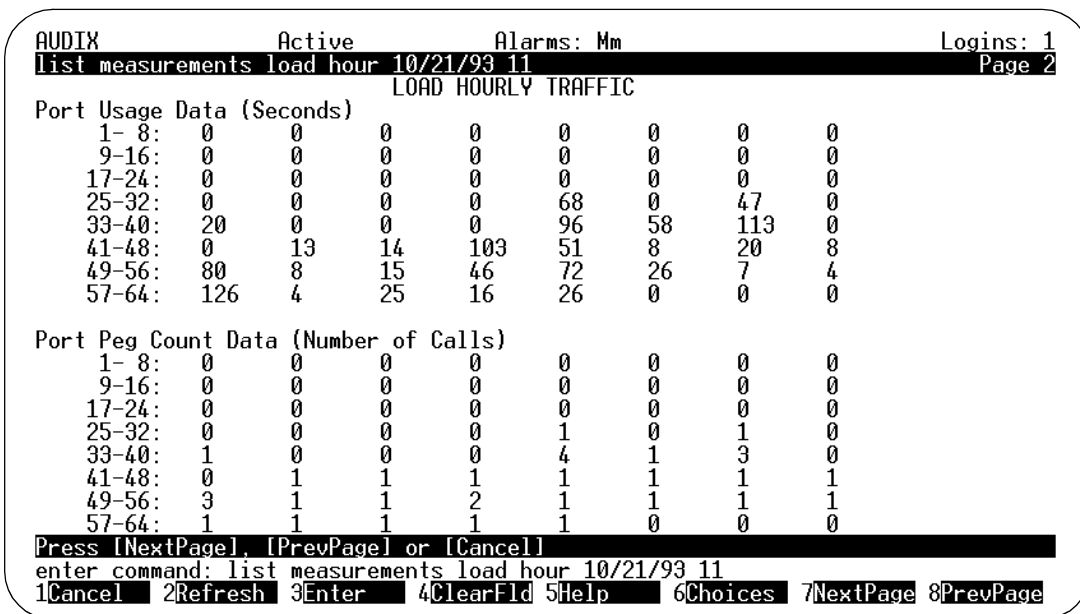 AUDIX Active Alarms: Mm Logins: 1
list measurements load hour 10/21/93 11 Page 2
LOAD HOURLY TRAFFIC
Port Usage Data (Seconds)
1- 8: 0 0 0 0 0 0 0 0
9-16: 0 0 0 0 0 0 0 0
17-24: 0 0 0 0 0 0 0 0
25-32: 0 0 0 0 68 0 47 0
33-40: 20 0 0 0 96 58 113 0
41-48: 0 13 14 103 51 8 20 8
49-56: 80 8 15 46 72 26 7 4
57-64: 126 4 25 16 26 0 0 0
Port Peg Count Data (Number of Calls)
1- 8: 0 0 0 0 0 0 0 0
9-16: 0 0 0 0 0 0 0 0
17-24: 0 0 0 0 0 0 0 0
25-32: 0 0 0 0 1 0 1 0
33-40: 1 0 0 0 4 1 3 0
41-48: 0 1 1 1 1 1 1 1
49-56: 3 1 1 2 1 1 1 1
57-64: 1 1 1 1 1 0 0 0
Press [NextPage], [PrevPage] or [Cancel]
enter command: list measurements load hour 10/21/93 11
1Cancel 2Refresh 3Enter 4ClearFld 5Help 6Choices 7NextPage 8PrevPage